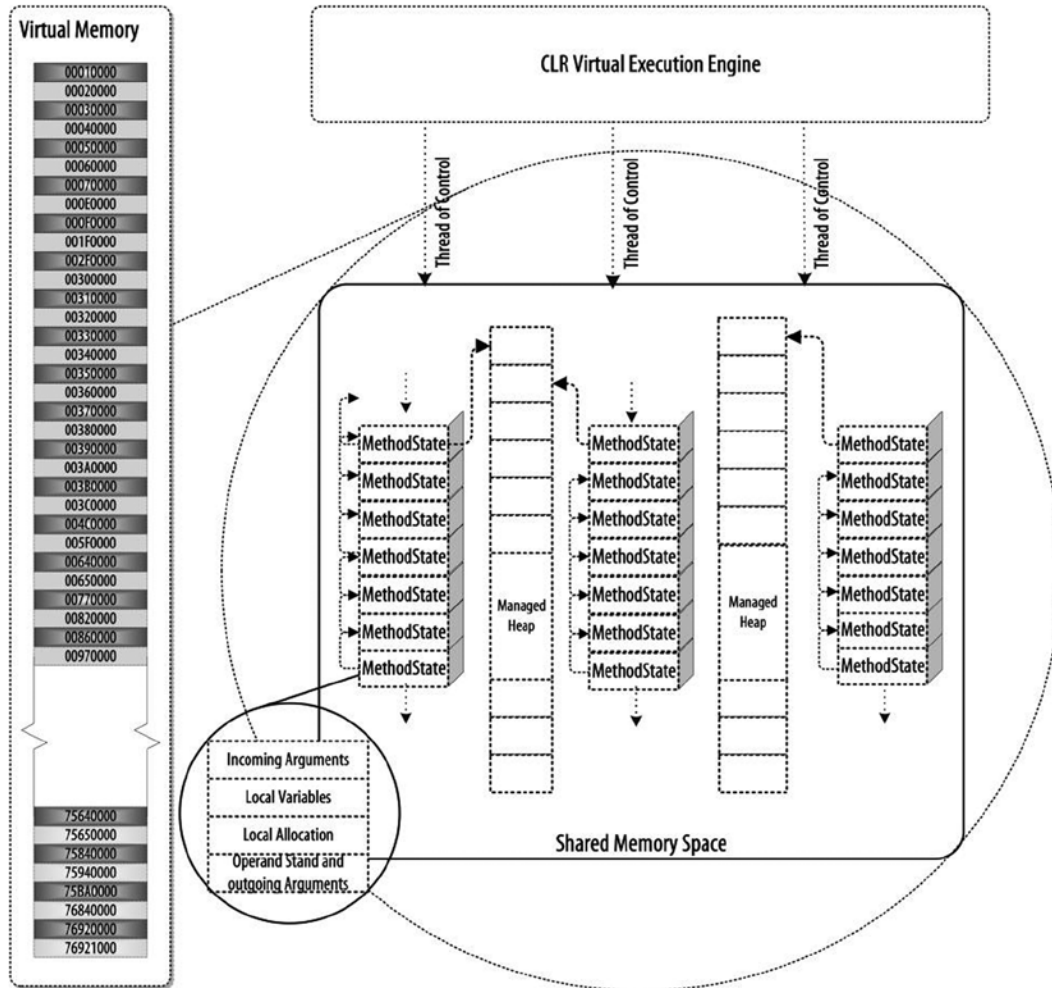 Virtual Memory
00010000
00020000
00030000
00040000
00050000
00060000
00070000
000E0000
000F0000
001F0000
002F0000
00300000
00310000
00320000
00330000
00340000
00350000
00360000
00370000
00380000
00390000
003A0000
003B0000
003C0000
004C0000
005F0000
00640000
00650000
00770000
00820000
00860000
00970000
75640000
75650000
75840000
75940000
75BA0000
76840000
76920000
76921000
CLR Virtual Execution Engine
Thread of Control
Thread of Control
Thread of Control
MethodState
MethodState
MethodState
MethodState
MethodState
MethodState
MethodState
Managed
Heap
MethodState
MethodState
MethodState
MethodState
MethodState
MethodState
MethodState
Managed
Heap
MethodState
MethodState
MethodState
MethodState
MethodState
MethodState
MethodState
Incoming Arguments
Local Variables
Local Allocation
Operand Stand and
outgoing Arguments
Shared Memory Space